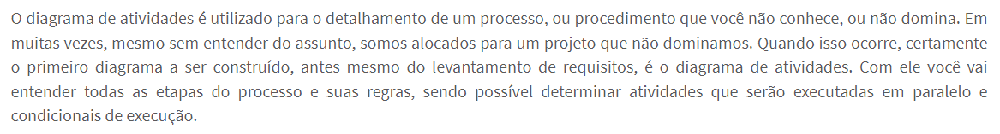 O diagrama de atividades é utilizado para o detalhamento de um processo, ou procedimento que você não conhece, ou não domina. Em
muitas vezes, mesmo sem entender do assunto, somos alocados para um projeto que não dominamos. Quando isso ocorre, certamente
o primeiro diagrama a ser construído, antes mesmo do levantamento de requisitos, é o diagrama de atividades. Com ele você vai
entender todas as etapas do processo e suas regras, sendo possível determinar atividades que serão executadas em paralelo e
condicionais de execução.